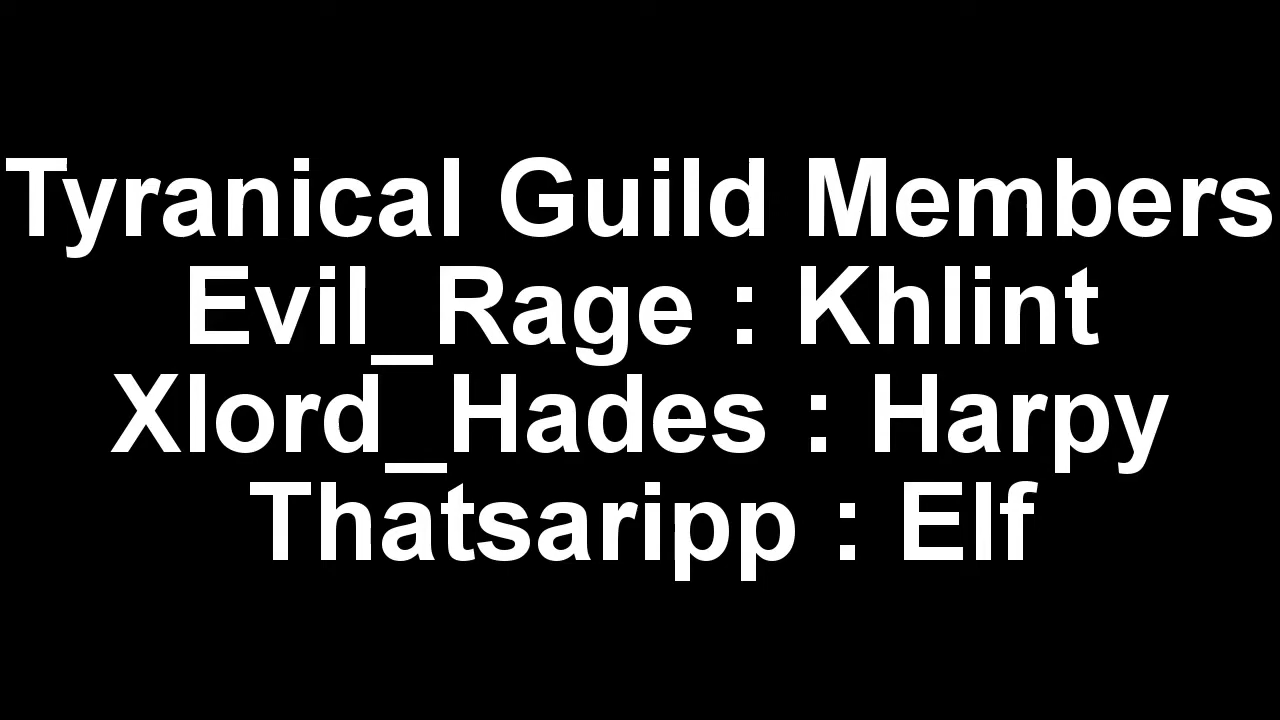 Tyranical Guild Members
Evil_Rage : Khlint
Xlord_Hades : Harpy
Thatsaripp : Elf